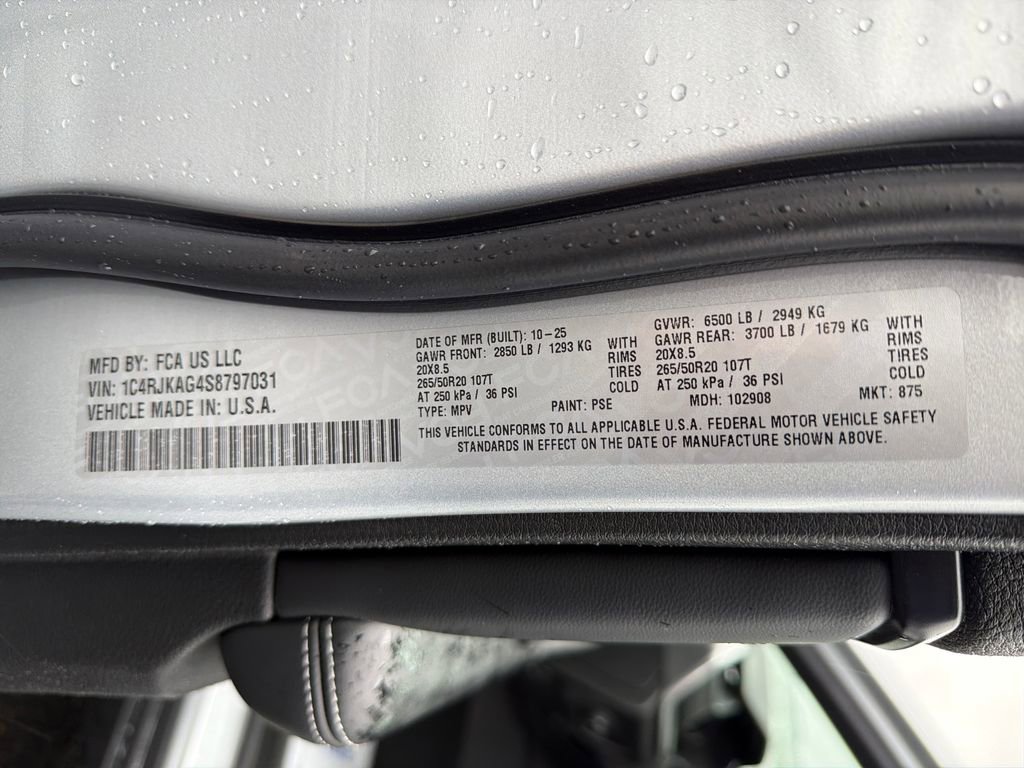 MFD BY: FCA US LLC
VIN: 1C4RJKAG4S8797031
VEHICLE MADE IN: U.S.A.
DATE OF MFR (BUILT): 10-25
GAWR FRONT: 2850 LB / 1293 KG WITH
20X8.5 RIMS
265/50R20 107T TIRES
AT 250 kPa / 36 PSI COLD
TYPE: MPV PAINT: PSE
GVWR: 6500 LB / 2949 KG
GAWR REAR: 3700 LB / 1679 KG WITH
20X8.5 RIMS
265/50R20 107T TIRES
AT 250 kPa / 36 PSI COLD
MDH: 102908 MKT: 875
THIS VEHICLE CONFORMS TO ALL APPLICABLE U.S.A. FEDERAL MOTOR VEHICLE SAFETY
STANDARDS IN EFFECT ON THE DATE OF MANUFACTURE SHOWN ABOVE.